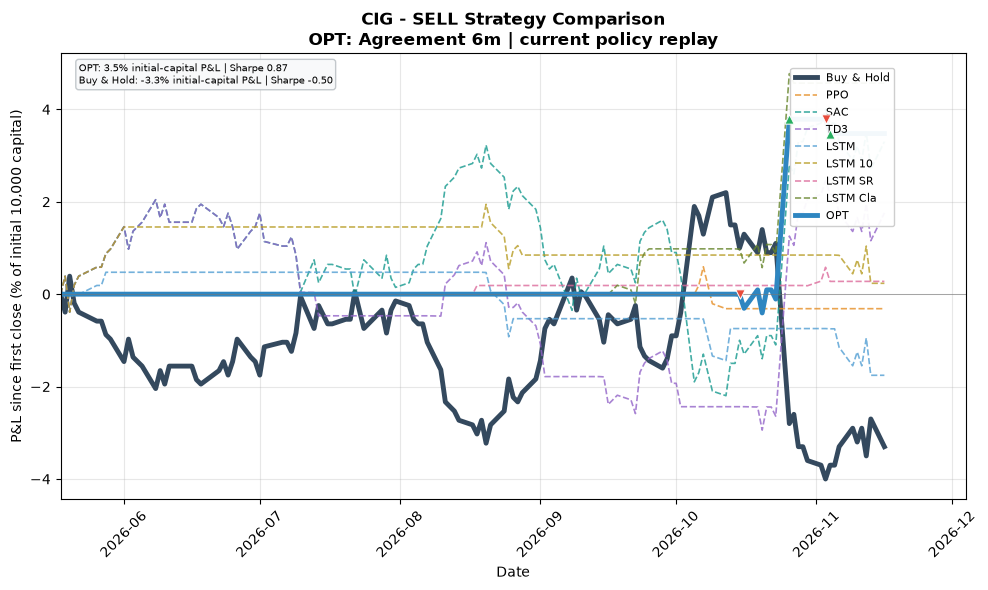 CIG - SELL Strategy Comparison
OPT: Agreement 6m | current policy replay
OPT: 3.5% initial-capital P&L | Sharpe 0.87
Buy & Hold: -3.3% initial-capital P&L | Sharpe -0.50
Buy & Hold
PPO
SAC
TD3
LSTM
LSTM 10
LSTM SR
LSTM Cla
OPT
P&L since first close (% of initial 10,000 capital)
4
2
0
−2
−4
2026-06
2026-07
2026-08
2026-09
2026-10
2026-11
2026-12
Date